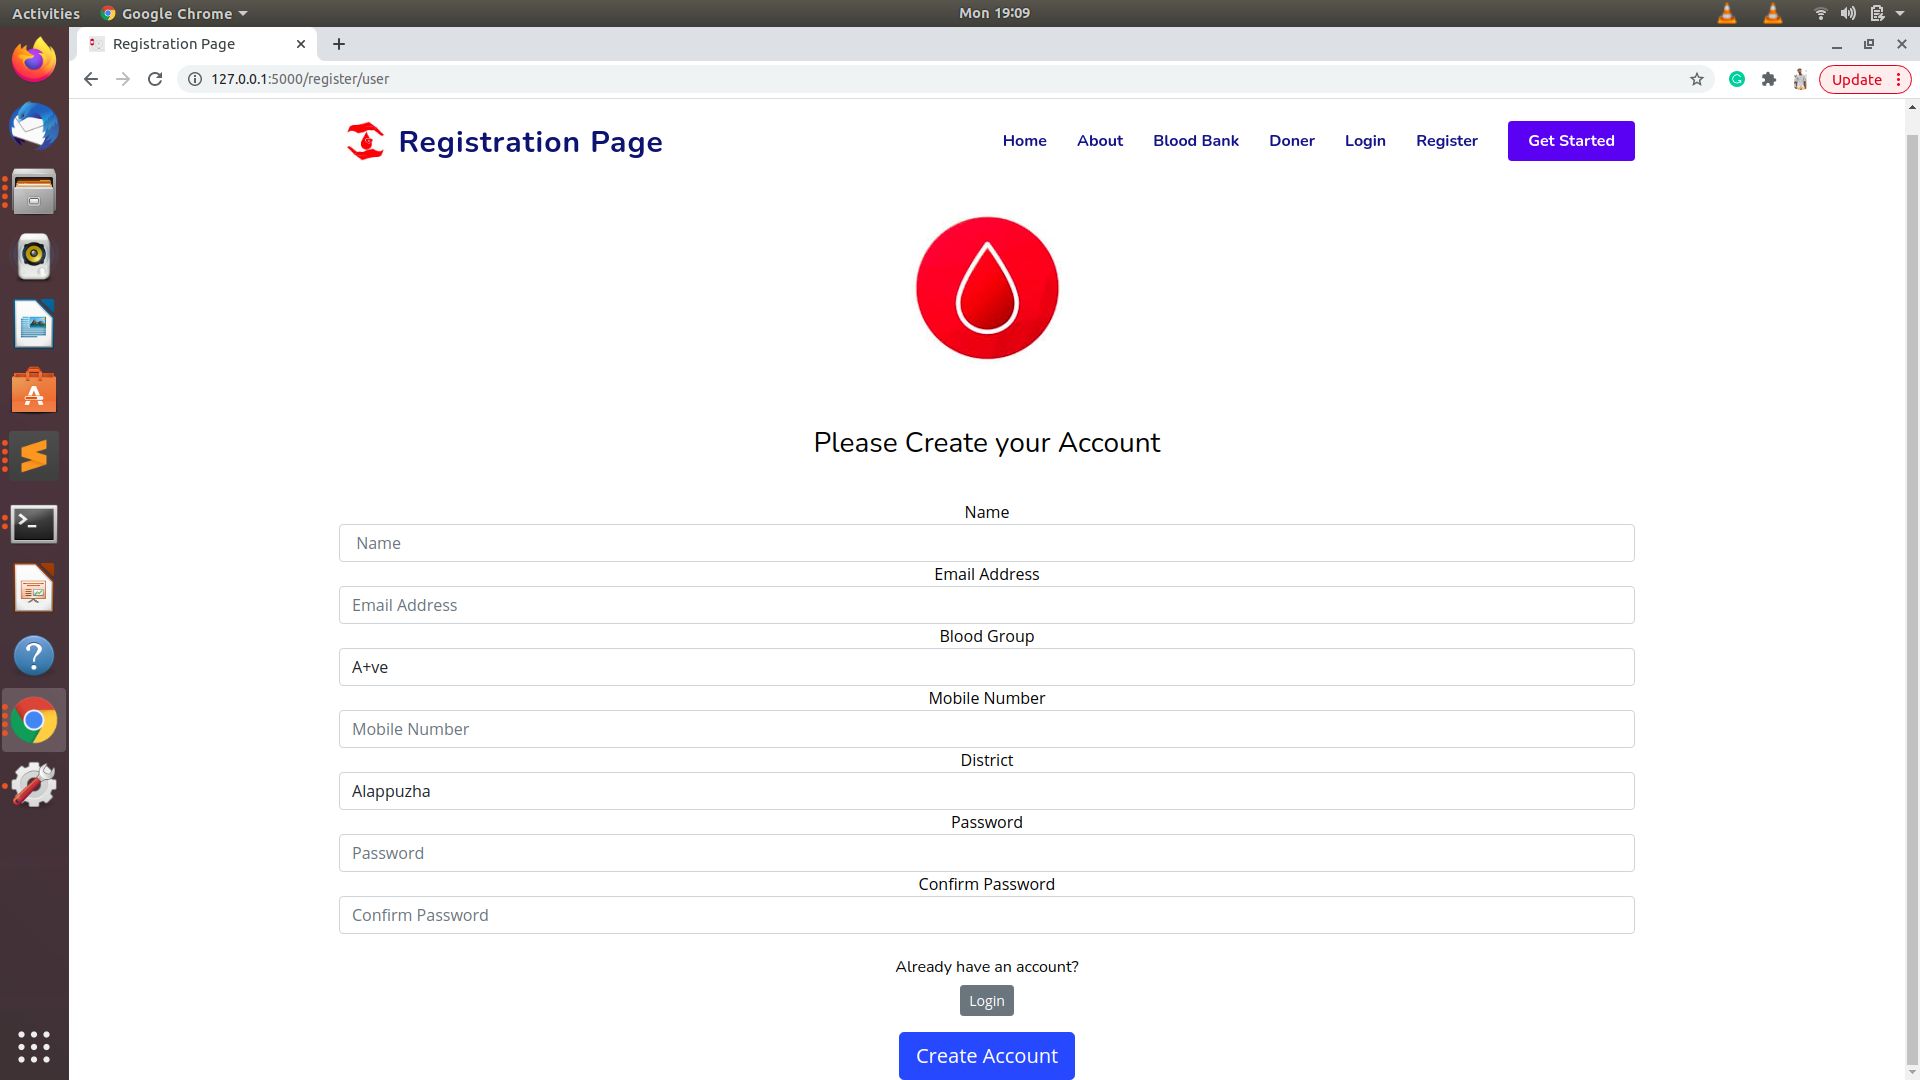 Activities Google Chrome Mon 19:09
Registration Page
127.0.0.1:5000/register/user Update
Registration Page Home About Blood Bank Doner Login Register Get Started
Please Create your Account
Name
Name
Email Address
Email Address
Blood Group
A+ve
Mobile Number
Mobile Number
District
Alappuzha
Password
Password
Confirm Password
Confirm Password
Already have an account?
Login
Create Account